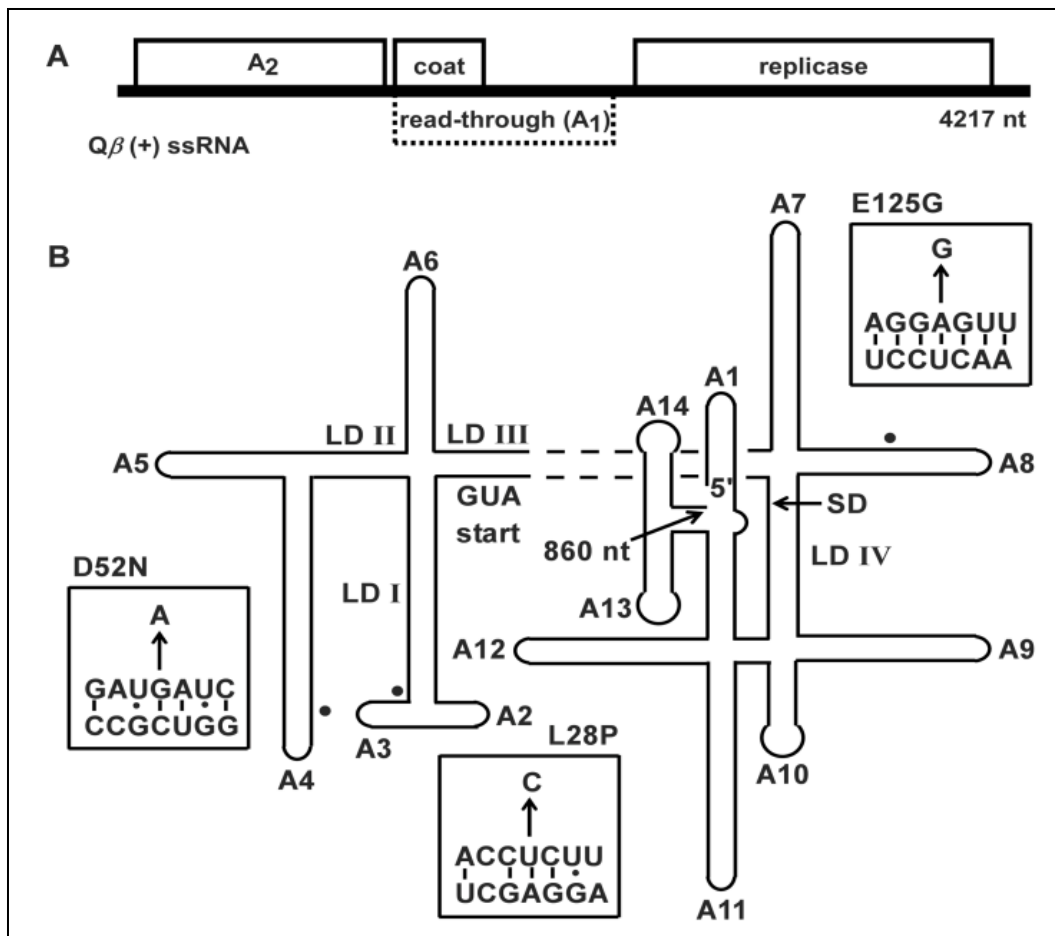 A
A2
coat
replicase
read-through (A1)
4217 nt
Qβ (+) ssRNA
B
A7
E125G
G
AGGAGUU
UCCUCAA
A6
A1
A14
LD II
LD III
A5
A8
5'
GUA
start
SD
860 nt
LD IV
D52N
A
GAUGAUC
CCGCUGG
LD I
A13
A12
A9
A3
A2
A4
L28P
C
ACCUCUU
UCGAGGA
A10
A11